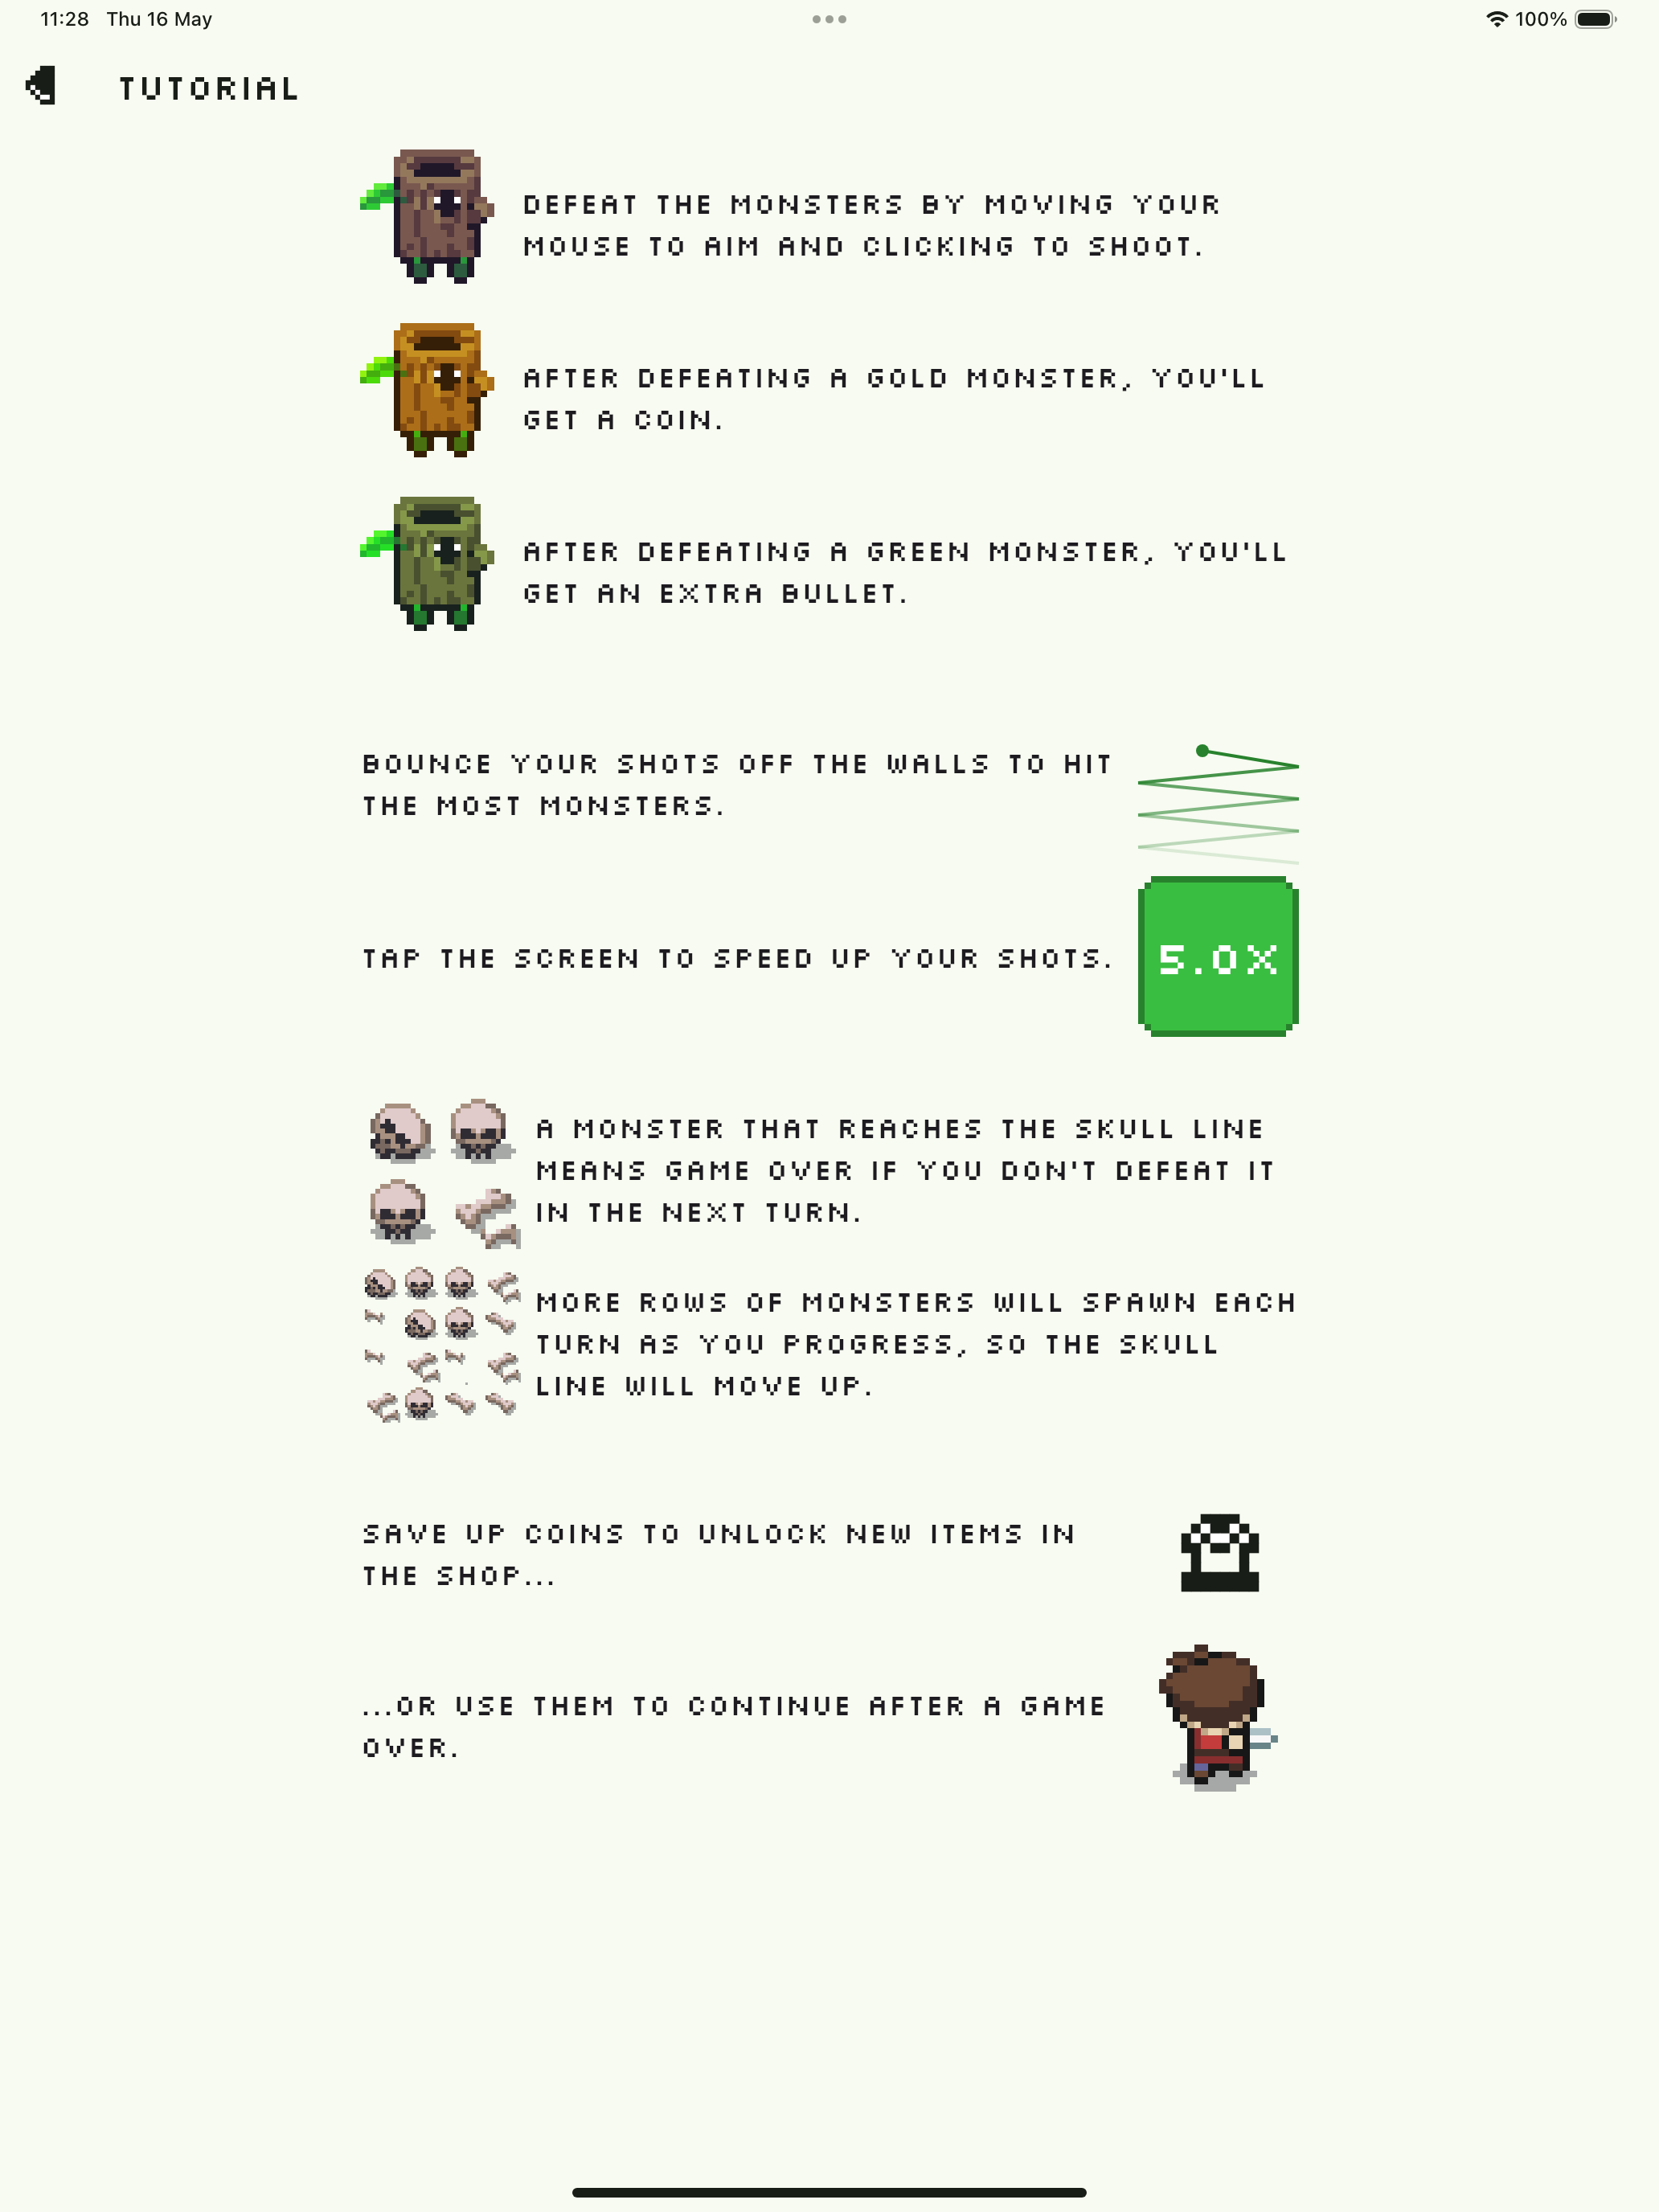 11:28 Thu 16 May
100%
TUTORIAL
DEFEAT THE MONSTERS BY MOVING YOUR
MOUSE TO AIM AND CLICKING TO SHOOT.
AFTER DEFEATING A GOLD MONSTER, YOU'LL
GET A COIN.
AFTER DEFEATING A GREEN MONSTER, YOU'LL
GET AN EXTRA BULLET.
BOUNCE YOUR SHOTS OFF THE WALLS TO HIT
THE MOST MONSTERS.
TAP THE SCREEN TO SPEED UP YOUR SHOTS.
5.0X
A MONSTER THAT REACHES THE SKULL LINE
MEANS GAME OVER IF YOU DON'T DEFEAT IT
IN THE NEXT TURN.
MORE ROWS OF MONSTERS WILL SPAWN EACH
TURN AS YOU PROGRESS, SO THE SKULL
LINE WILL MOVE UP.
SAVE UP COINS TO UNLOCK NEW ITEMS IN
THE SHOP...
...OR USE THEM TO CONTINUE AFTER A GAME
OVER.